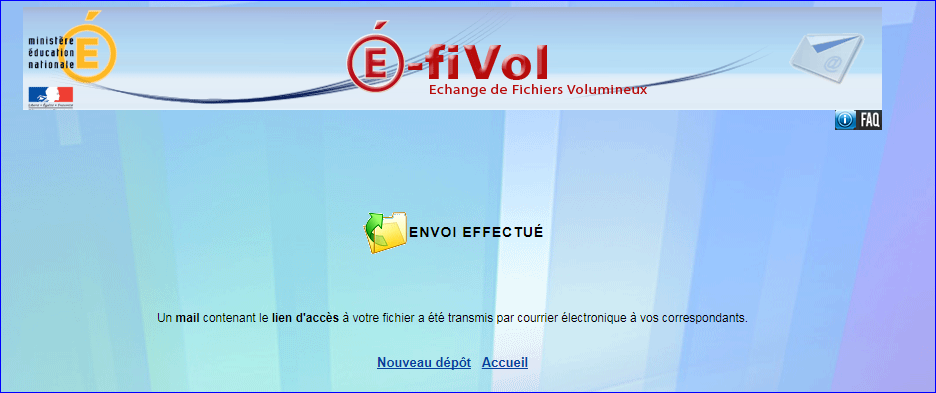 ministère
éducation
nationale
É
É-fiVol
Echange de Fichiers Volumineux
@
i FAQ
ENVOI EFFECTUÉ
Un mail contenant le lien d'accès à votre fichier a été transmis par courrier électronique à vos correspondants.
Nouveau dépôt Accueil